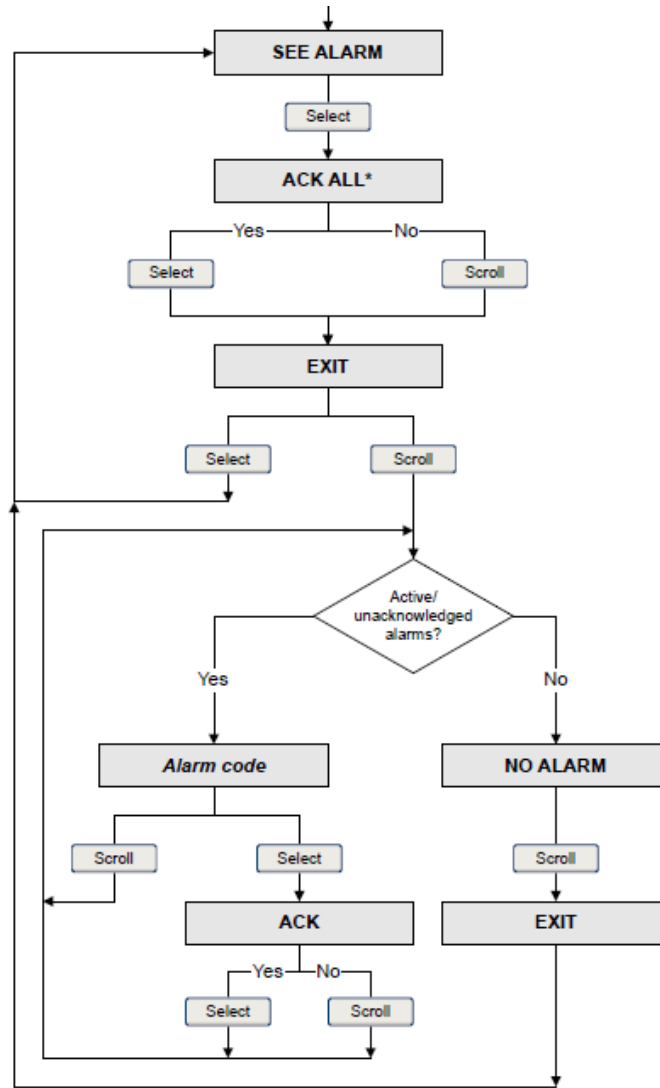 SEE ALARM
Select
ACK ALL*
Yes No
Select Scroll
EXIT
Select Scroll
Active/
unacknowledged
alarms?
Yes No
Alarm code NO ALARM
Scroll Select Scroll
ACK EXIT
Yes No
Select Scroll